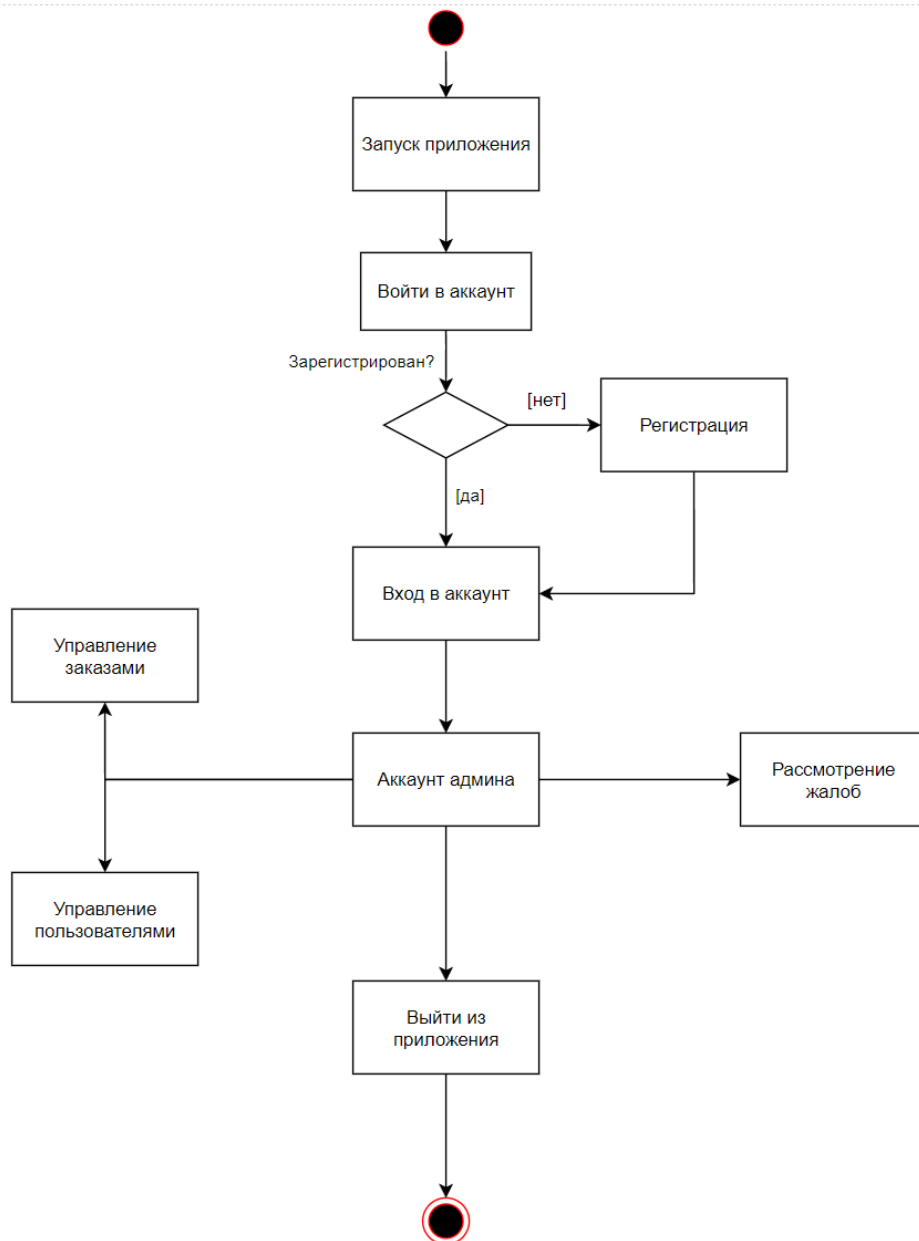 Запуск приложения
Войти в аккаунт
Зарегистрирован?
[нет]
Регистрация
[да]
Вход в аккаунт
Управление
заказами
Аккаунт админа
Рассмотрение
жалоб
Управление
пользователями
Выйти из
приложения